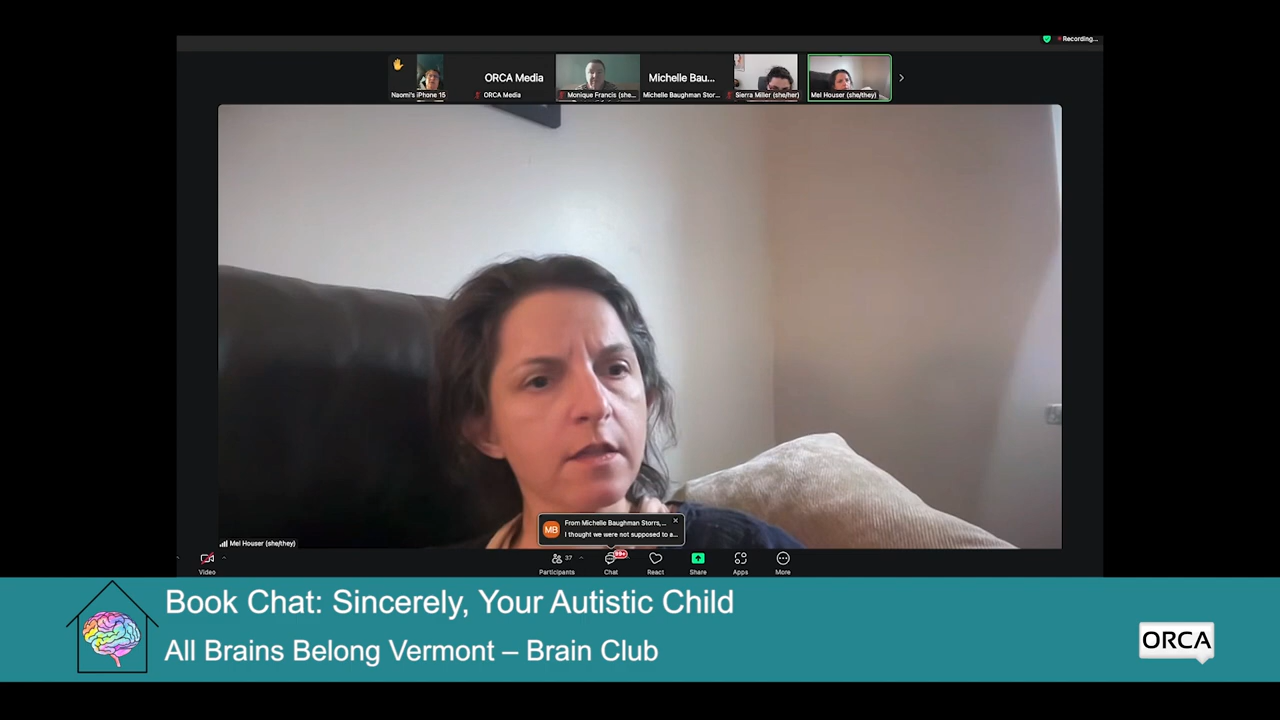 Recording...
ORCA Media
Michelle Bau...
Naomi's iPhone 15
ORCA Media
Monique Francis (she...
Michelle Baughman Stor...
Sierra Miller (she/her)
Mel Houser (she/they)
MB
From Michelle Baughman Storrs,...
I thought we were not supposed to a...
Mel Houser (she/they)
Video
Participants
37
Chat
99+
React
Share
Apps
More
Book Chat: Sincerely, Your Autistic Child
All Brains Belong Vermont – Brain Club
ORCA